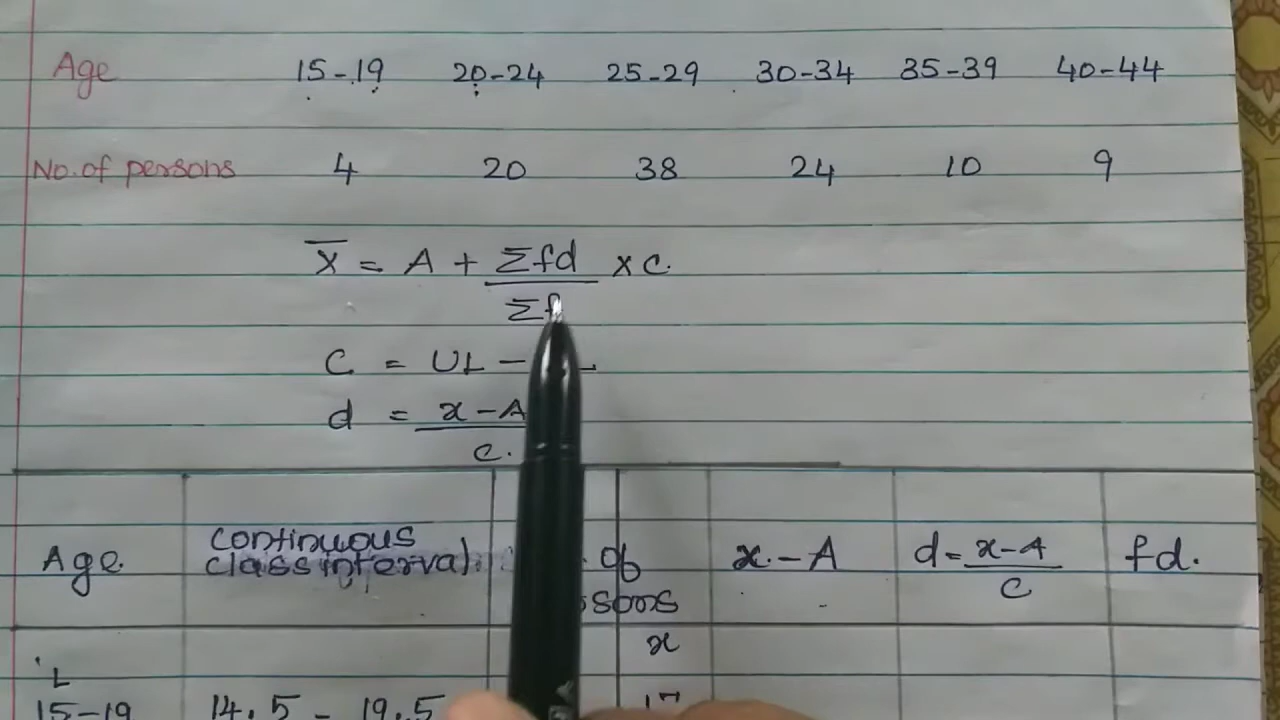 Age 15-19 20-24 25-29 30-34 35-39 40-44
No. of persons 4 20 38 24 10 9
X̄ = A + Σfd / Σf × C.
C = UL -
d = x - A / C.
Age. continuous class interval of x - A d = x - A / C fd.
x
15-19 14.5 - 19.5 17